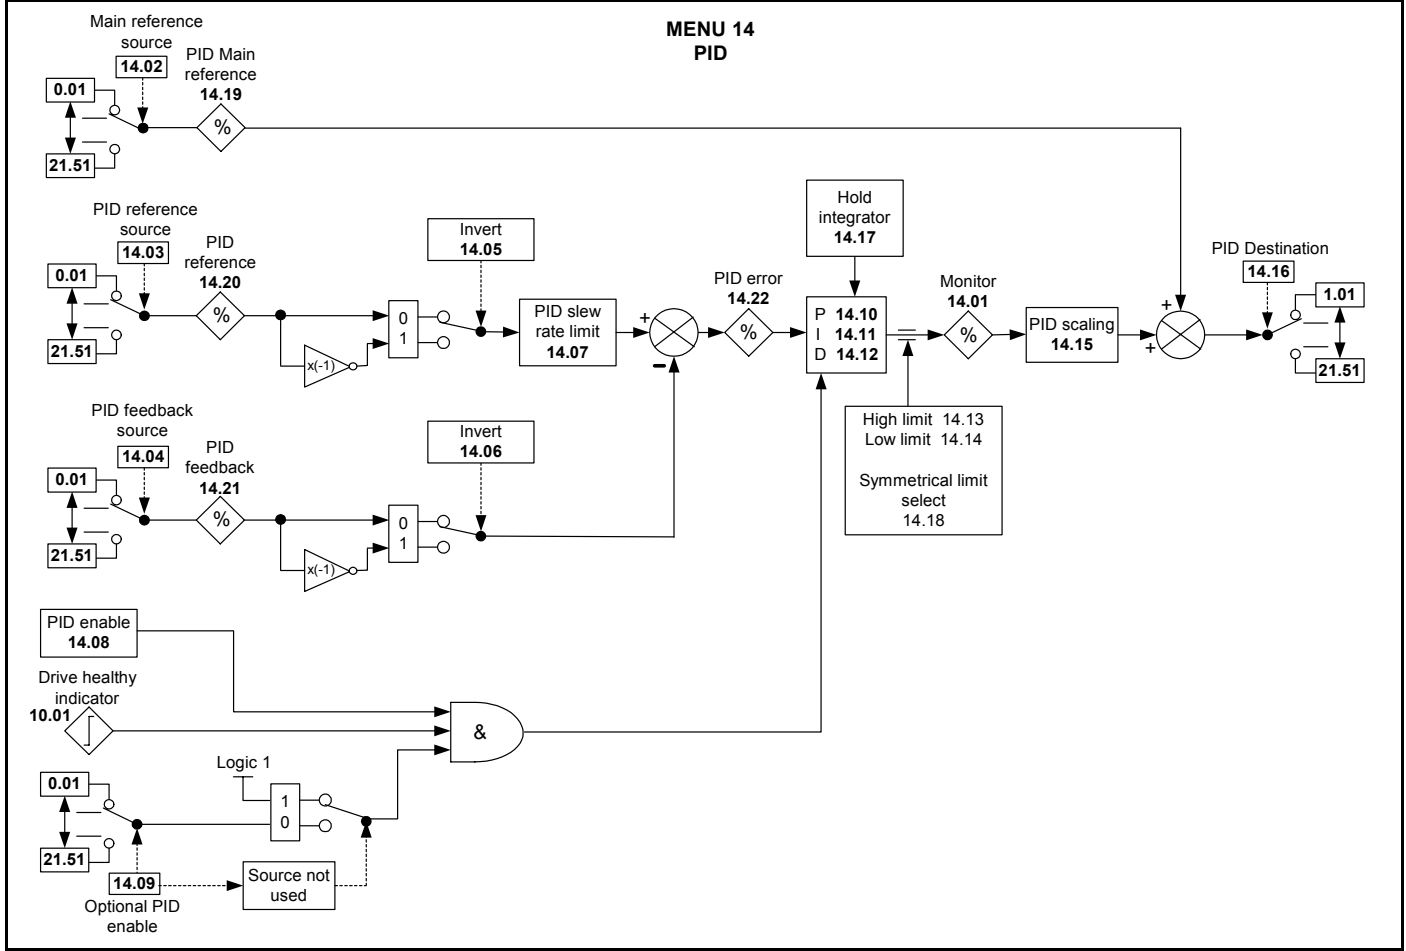 MENU 14
PID
Main reference
source
14.02
PID Main
reference
14.19
0.01
21.51
%
PID reference
source
14.03
PID
reference
14.20
0.01
21.51
%
x(-1)
0
1
Invert
14.05
PID slew
rate limit
14.07
+
−
PID error
14.22
%
Hold
integrator
14.17
P 14.10
I 14.11
D 14.12
Monitor
14.01
%
PID scaling
14.15
+
+
PID Destination
14.16
1.01
21.51
High limit 14.13
Low limit 14.14
Symmetrical limit
select
14.18
PID feedback
source
14.04
PID
feedback
14.21
0.01
21.51
%
x(-1)
0
1
Invert
14.06
PID enable
14.08
Drive healthy
indicator
10.01
&
Logic 1
0.01
21.51
1
0
14.09
Optional PID
enable
Source not
used